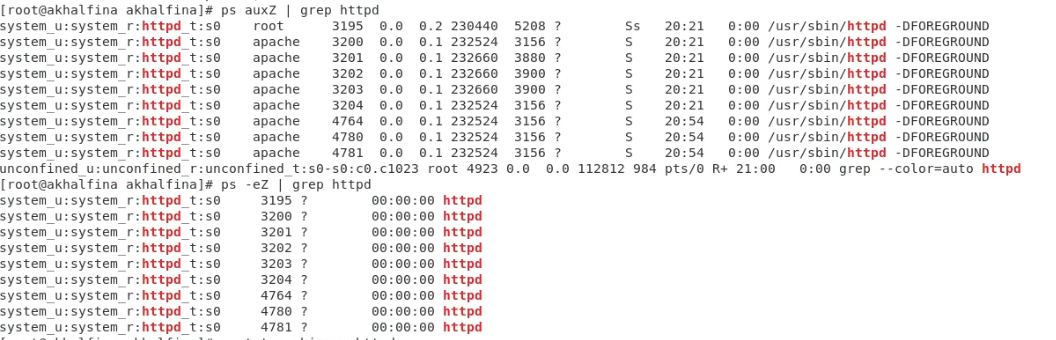 [root@akhalfina akhalfina]# ps auxZ | grep httpd
system_u:system_r:httpd_t:s0    root      3195  0.0  0.2 230440  5208 ?        Ss   20:21   0:00 /usr/sbin/httpd -DFOREGROUND
system_u:system_r:httpd_t:s0    apache    3200  0.0  0.1 232524  3156 ?        S    20:21   0:00 /usr/sbin/httpd -DFOREGROUND
system_u:system_r:httpd_t:s0    apache    3201  0.0  0.1 232660  3880 ?        S    20:21   0:00 /usr/sbin/httpd -DFOREGROUND
system_u:system_r:httpd_t:s0    apache    3202  0.0  0.1 232660  3900 ?        S    20:21   0:00 /usr/sbin/httpd -DFOREGROUND
system_u:system_r:httpd_t:s0    apache    3203  0.0  0.1 232660  3900 ?        S    20:21   0:00 /usr/sbin/httpd -DFOREGROUND
system_u:system_r:httpd_t:s0    apache    3204  0.0  0.1 232524  3156 ?        S    20:21   0:00 /usr/sbin/httpd -DFOREGROUND
system_u:system_r:httpd_t:s0    apache    4764  0.0  0.1 232524  3156 ?        S    20:54   0:00 /usr/sbin/httpd -DFOREGROUND
system_u:system_r:httpd_t:s0    apache    4780  0.0  0.1 232524  3156 ?        S    20:54   0:00 /usr/sbin/httpd -DFOREGROUND
system_u:system_r:httpd_t:s0    apache    4781  0.0  0.1 232524  3156 ?        S    20:54   0:00 /usr/sbin/httpd -DFOREGROUND
unconfined_u:unconfined_r:unconfined_t:s0-s0:c0.c1023 root 4923 0.0  0.0 112812 984 pts/0 R+ 21:00   0:00 grep --color=auto httpd
[root@akhalfina akhalfina]# ps -eZ | grep httpd
system_u:system_r:httpd_t:s0     3195 ?        00:00:00 httpd
system_u:system_r:httpd_t:s0     3200 ?        00:00:00 httpd
system_u:system_r:httpd_t:s0     3201 ?        00:00:00 httpd
system_u:system_r:httpd_t:s0     3202 ?        00:00:00 httpd
system_u:system_r:httpd_t:s0     3203 ?        00:00:00 httpd
system_u:system_r:httpd_t:s0     3204 ?        00:00:00 httpd
system_u:system_r:httpd_t:s0     4764 ?        00:00:00 httpd
system_u:system_r:httpd_t:s0     4780 ?        00:00:00 httpd
system_u:system_r:httpd_t:s0     4781 ?        00:00:00 httpd